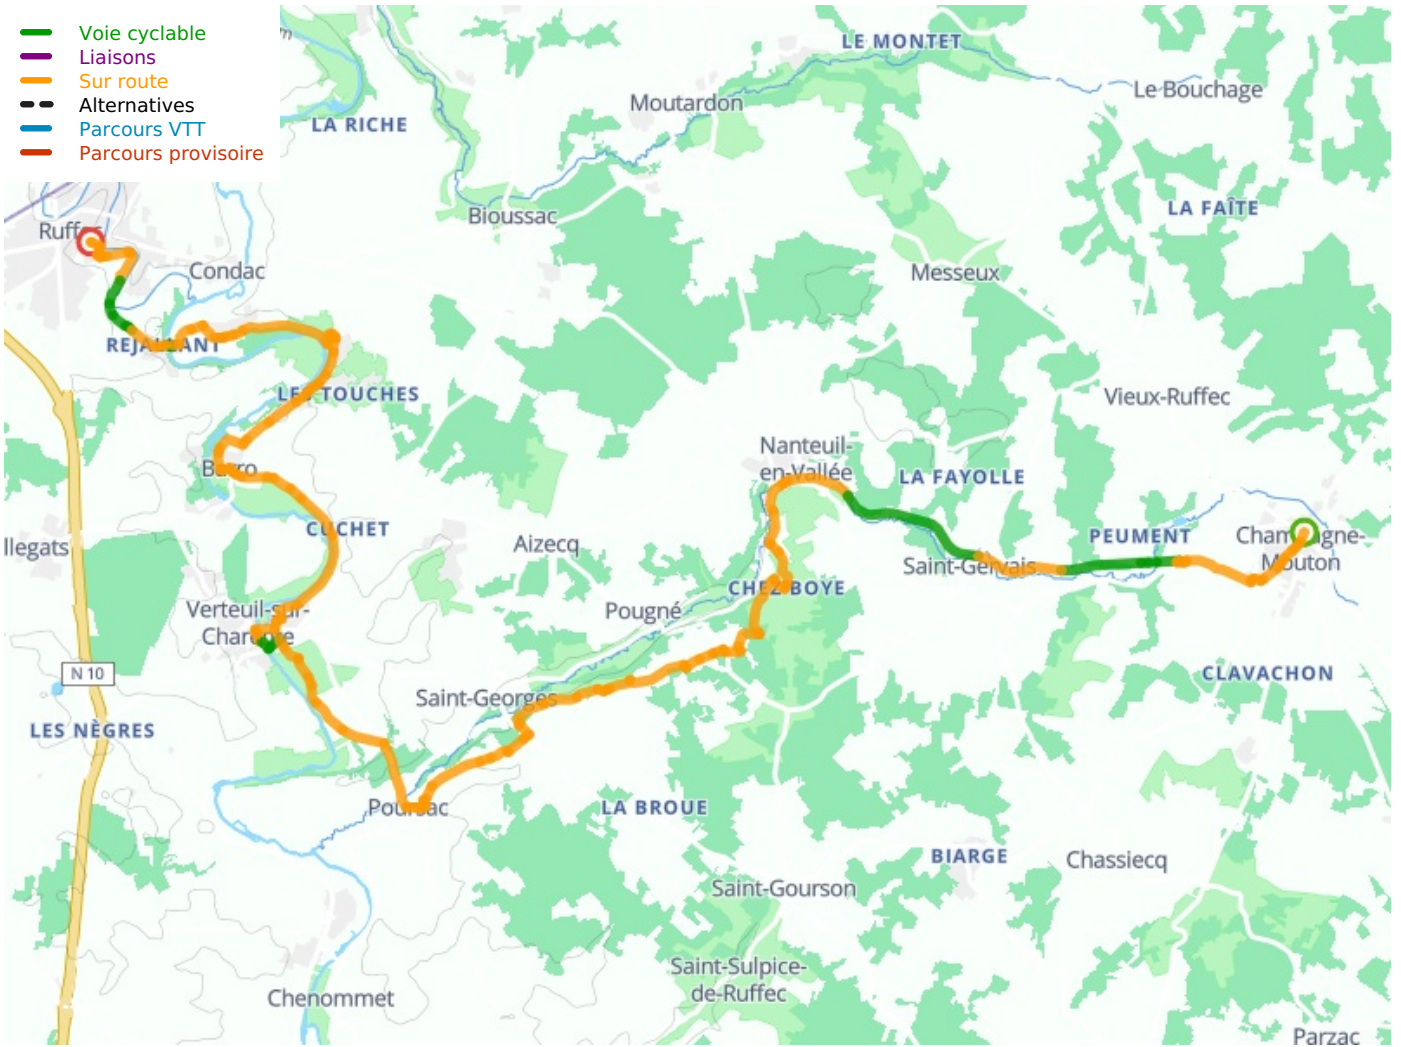 Voie cyclable
Liaisons
Sur route
Alternatives
Parcours VTT
Parcours provisoire
LE MONTET
Le Bouchage
Moutardon
LA RICHE
LA FAÎTE
Bioussac
Condac
Messeux
LES TOUCHES
Vieux-Ruffec
Nanteuil-
en-Vallée
LA FAYOLLE
CUCHET
PEUMENT
Mouton
llegats
Aizecq
Saint-Gervais
CHEZ BOYE
Verteuil-sur-
Pougné
N 10
CLAVACHON
Saint-Georges
LES NÈGRES
LA BROUE
BIARGE
Chassiecq
Saint-Gourson
Saint-Sulpice-
de-Ruffec
Chenommet
Parzac